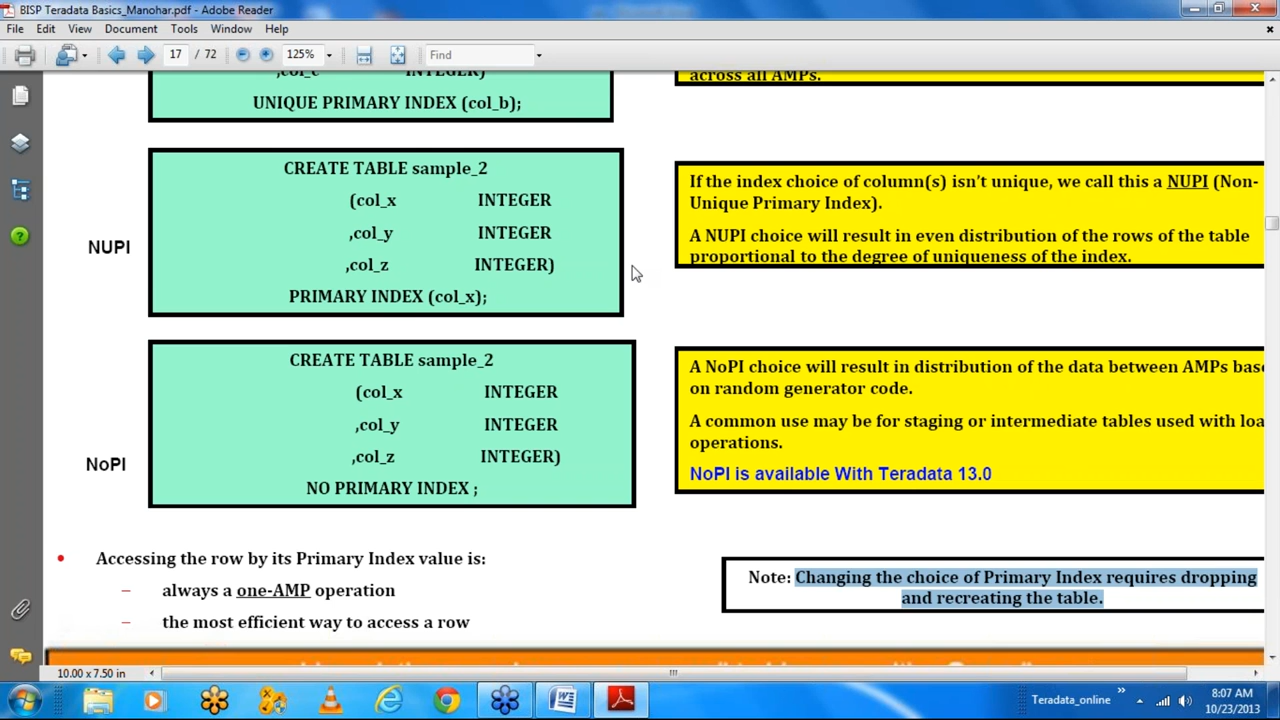 BISP Teradata Basics_Manohar.pdf - Adobe Reader
File Edit View Document Tools Window Help
17 / 72 125% Find
,col_c INTEGER)
UNIQUE PRIMARY INDEX (col_b);
across all AMPs.
NUPI
CREATE TABLE sample_2
(col_x INTEGER
,col_y INTEGER
,col_z INTEGER)
PRIMARY INDEX (col_x);
If the index choice of column(s) isn't unique, we call this a NUPI (Non-
Unique Primary Index).
A NUPI choice will result in even distribution of the rows of the table
proportional to the degree of uniqueness of the index.
NoPI
CREATE TABLE sample_2
(col_x INTEGER
,col_y INTEGER
,col_z INTEGER)
NO PRIMARY INDEX ;
A NoPI choice will result in distribution of the data between AMPs
on random generator code.
A common use may be for staging or intermediate tables used with
operations.
NoPI is available With Teradata 13.0
• Accessing the row by its Primary Index value is:
– always a one-AMP operation
– the most efficient way to access a row
Note: Changing the choice of Primary Index requires dropping
and recreating the table.
10.00 x 7.50 in
Teradata_online
8:07 AM
10/23/2013